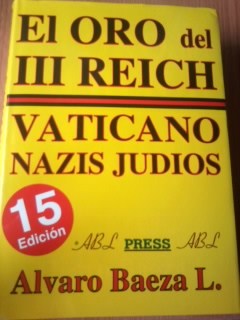 El ORO del
III REICH
VATICANO
NAZIS JUDIOS
15
Edición
ABL PRESS ABL
Alvaro Baeza L.